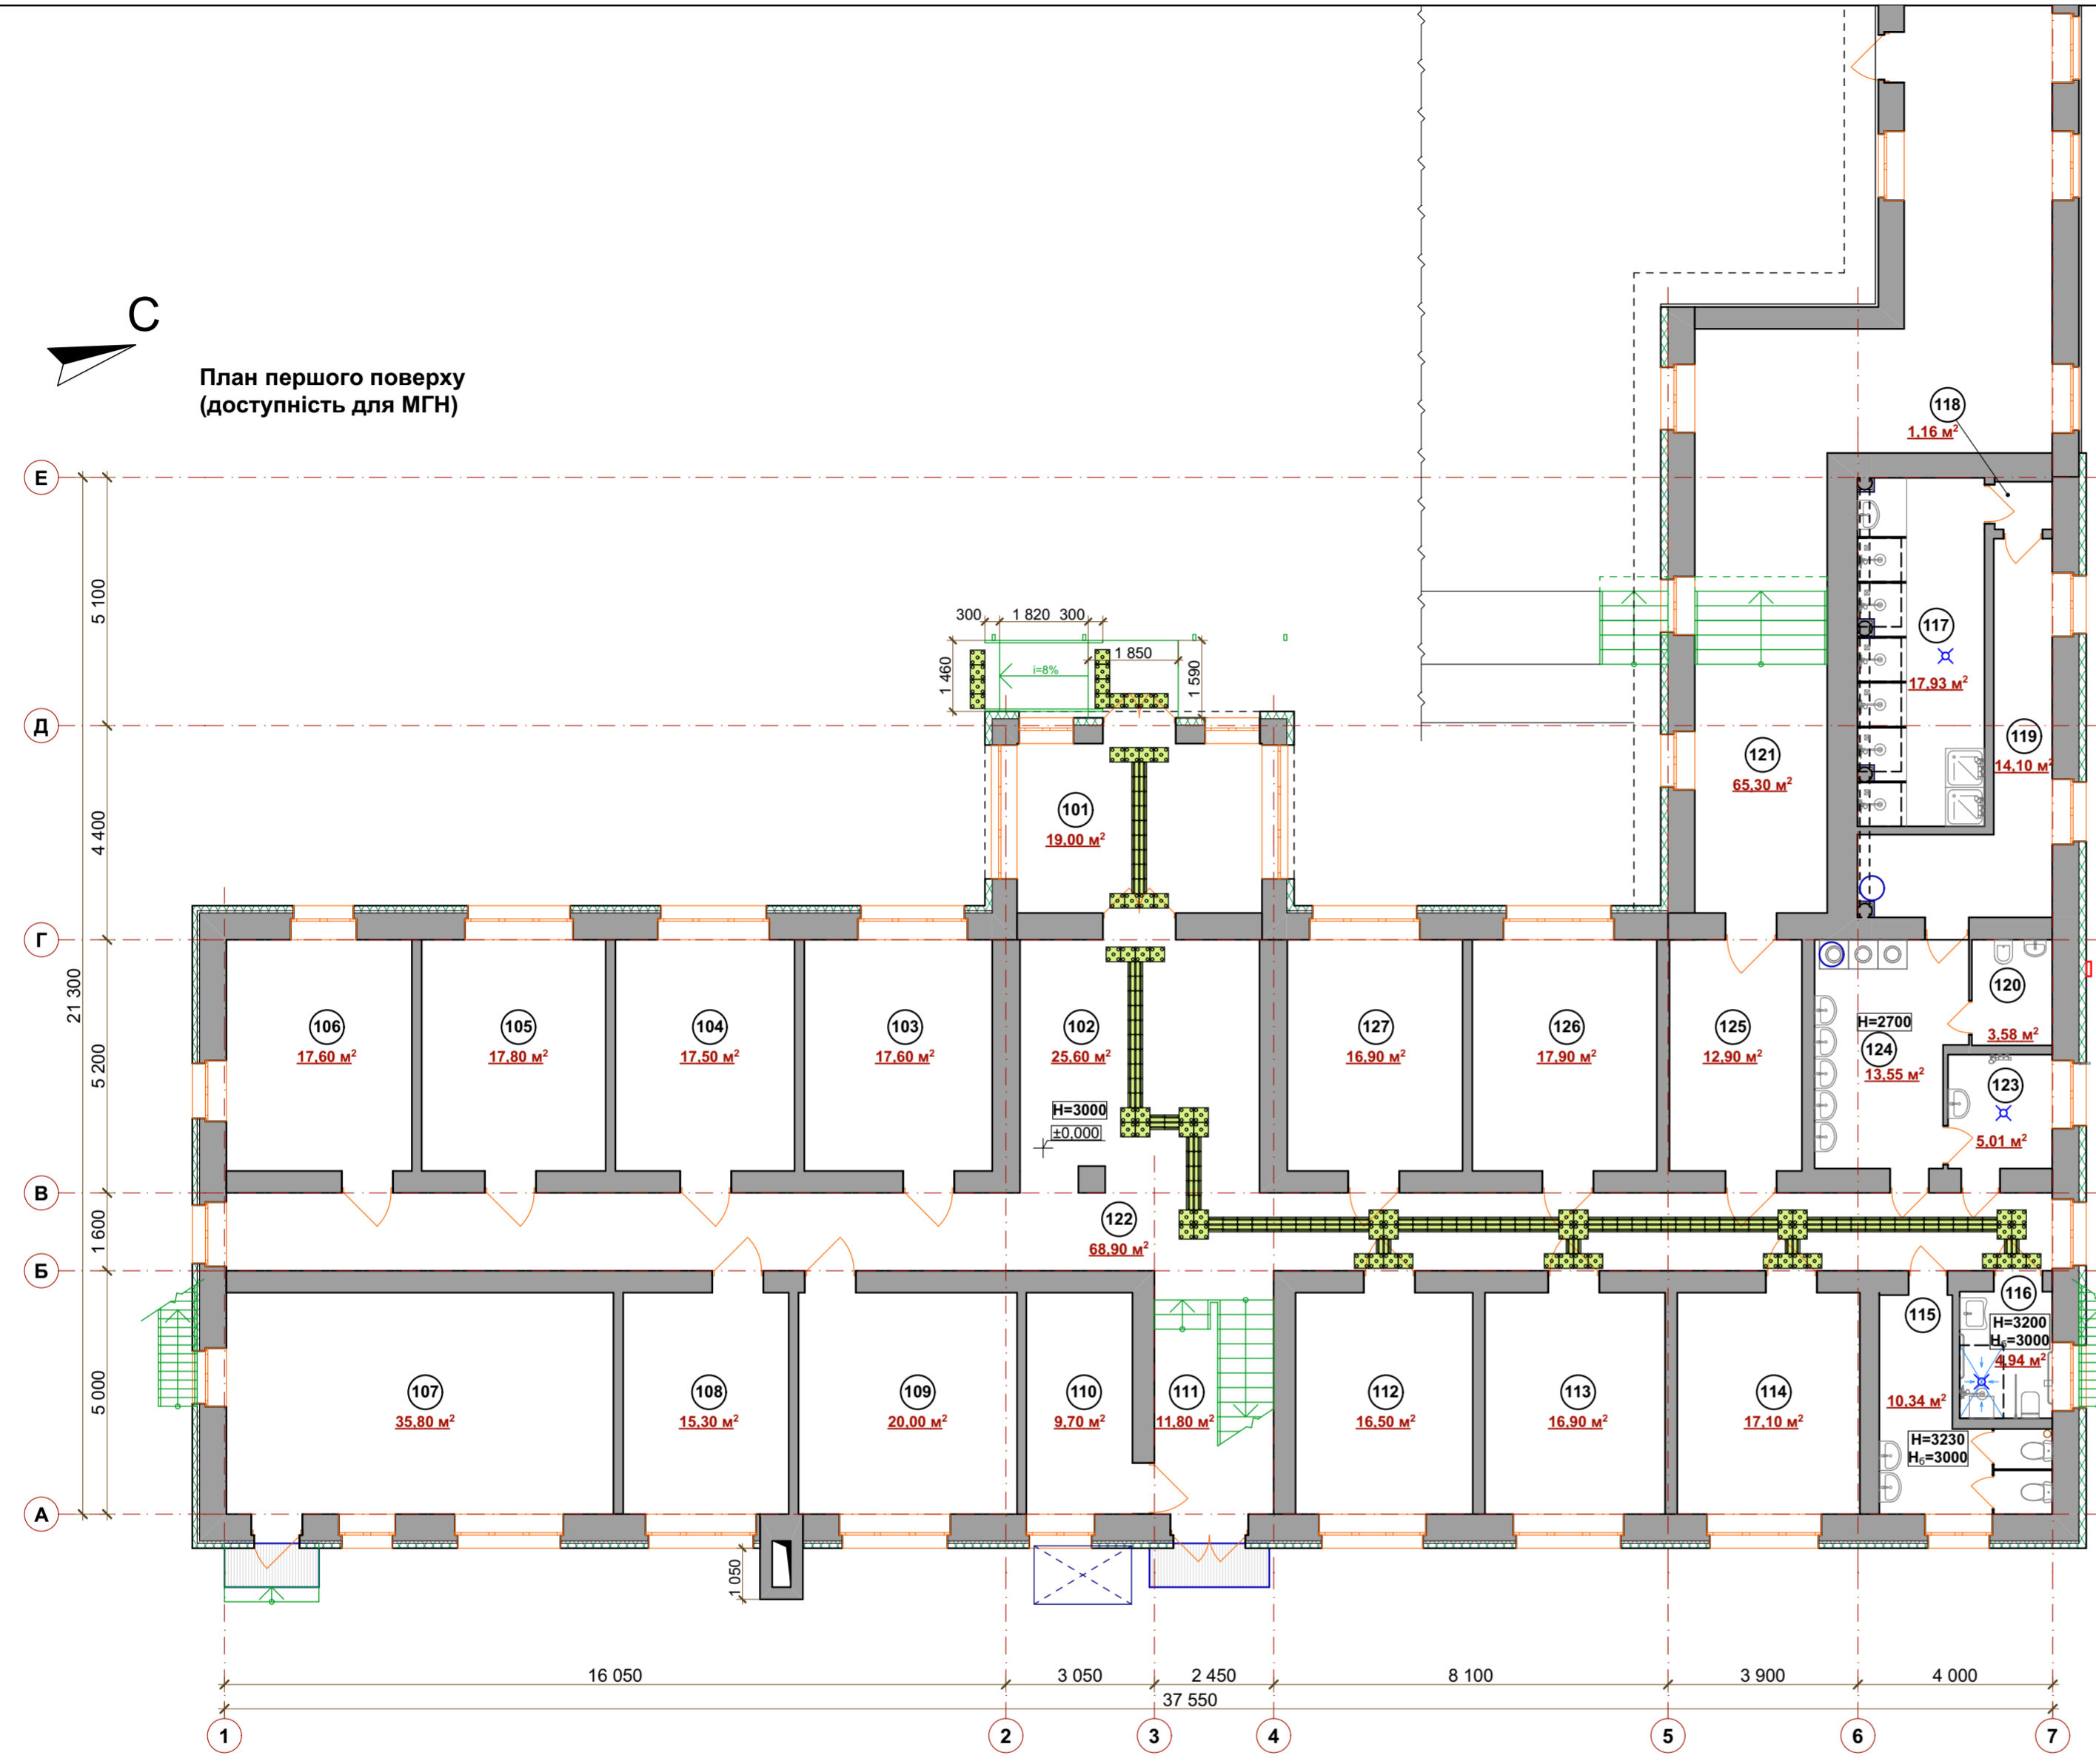 С
План першого поверху
(доступність для МГН)
118
1,16 м²
Е
5 100
300
1 820
300
1 850
1 460
i=8%
1 590
117
17,93 м²
Д
119
14,10 м²
121
65,30 м²
4 400
101
19,00 м²
Г
21 300
106
17,60 м²
105
17,80 м²
104
17,50 м²
103
17,60 м²
102
25,60 м²
127
16,90 м²
126
17,90 м²
125
12,90 м²
H=2700
124
13,55 м²
120
3,58 м²
123
5,01 м²
5 200
H=3000
±0,000
В
1 600
122
68,90 м²
Б
5 000
107
35,80 м²
108
15,30 м²
109
20,00 м²
110
9,70 м²
111
11,80 м²
112
16,50 м²
113
16,90 м²
114
17,10 м²
115
10,34 м²
116
H=3200
Hб=3000
4,94 м²
H=3230
Hб=3000
А
1 050
16 050
3 050
2 450
8 100
3 900
4 000
37 550
1
2
3
4
5
6
7